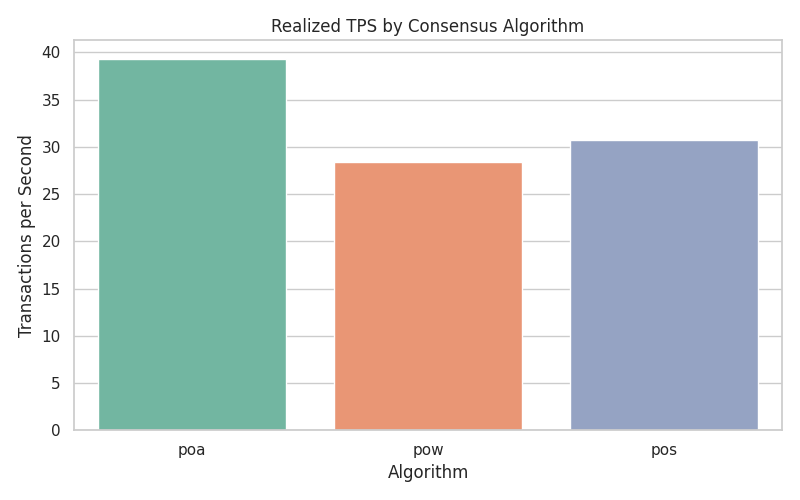 Realized TPS by Consensus Algorithm
Transactions per Second
40
35
30
25
20
15
10
5
0
poa
pow
pos
Algorithm